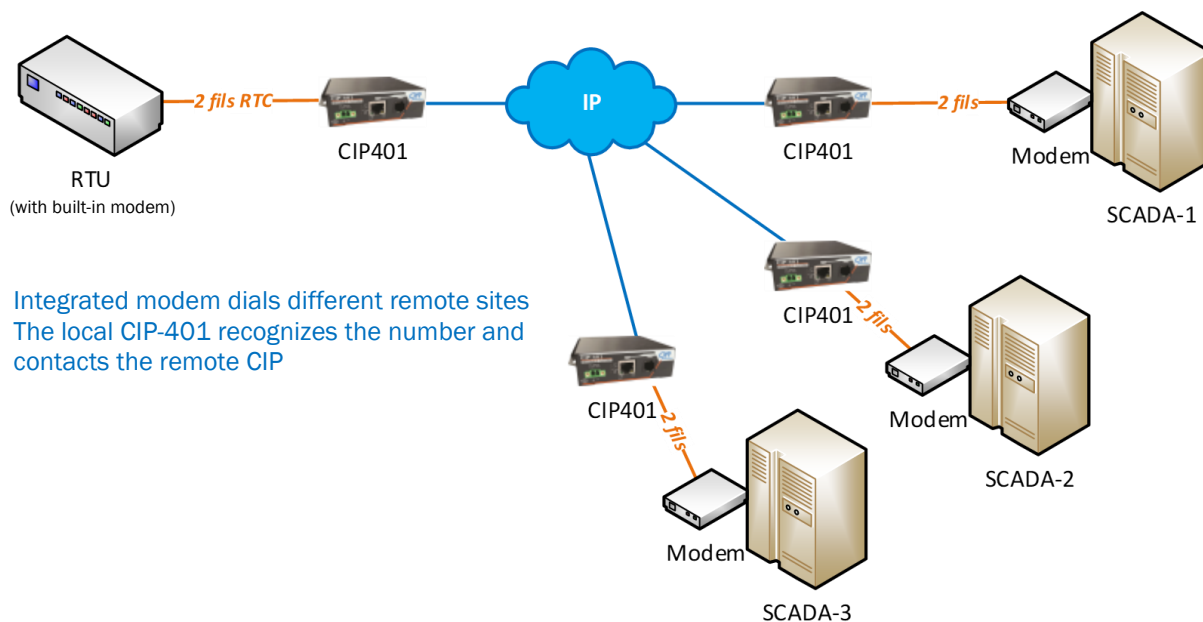 2 fils RTC
IP
2 fils
CIP401
CIP401
Modem
RTU
(with built-in modem)
SCADA-1
Integrated modem dials different remote sites
The local CIP-401 recognizes the number and
contacts the remote CIP
CIP401
2 fils
CIP401
2 fils
Modem
SCADA-2
Modem
SCADA-3